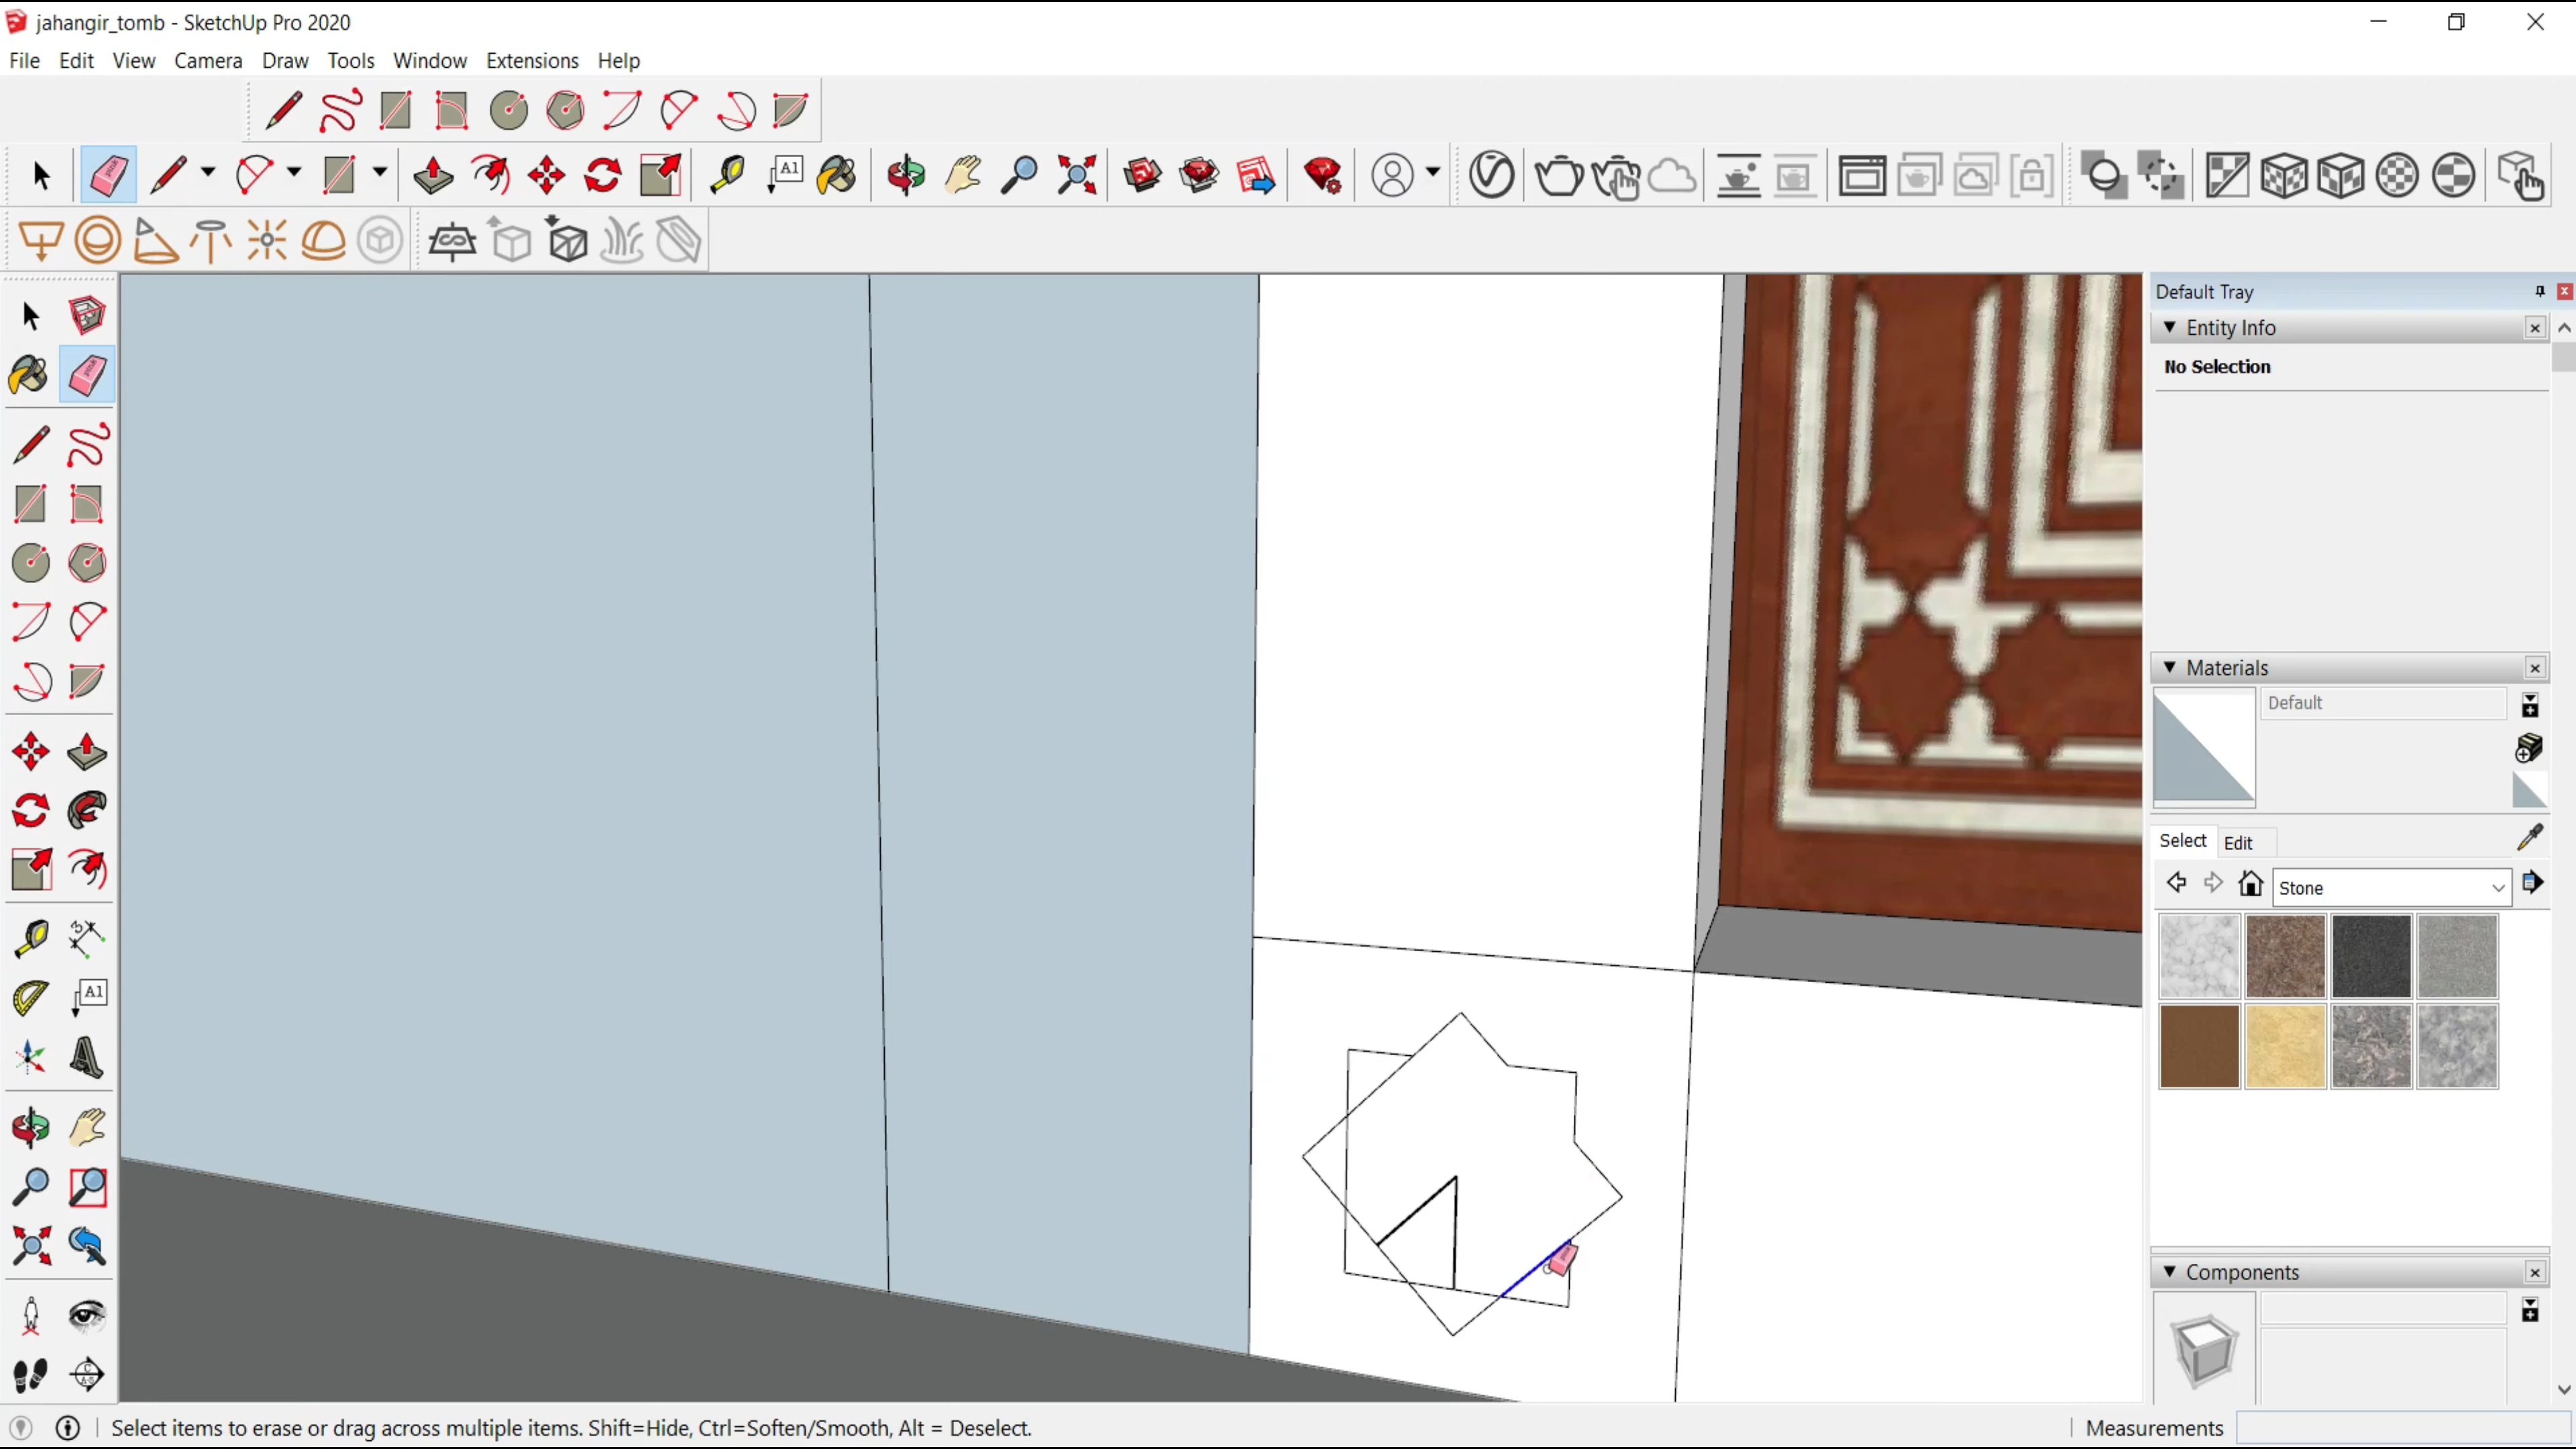 jahangir_tomb - SketchUp Pro 2020
File Edit View Camera Draw Tools Window Extensions Help
A1
Default Tray
Entity Info
No Selection
Materials
Default
Select Edit
Stone
A1
Components
Select items to erase or drag across multiple items. Shift=Hide, Ctrl=Soften/Smooth, Alt = Deselect.
Measurements